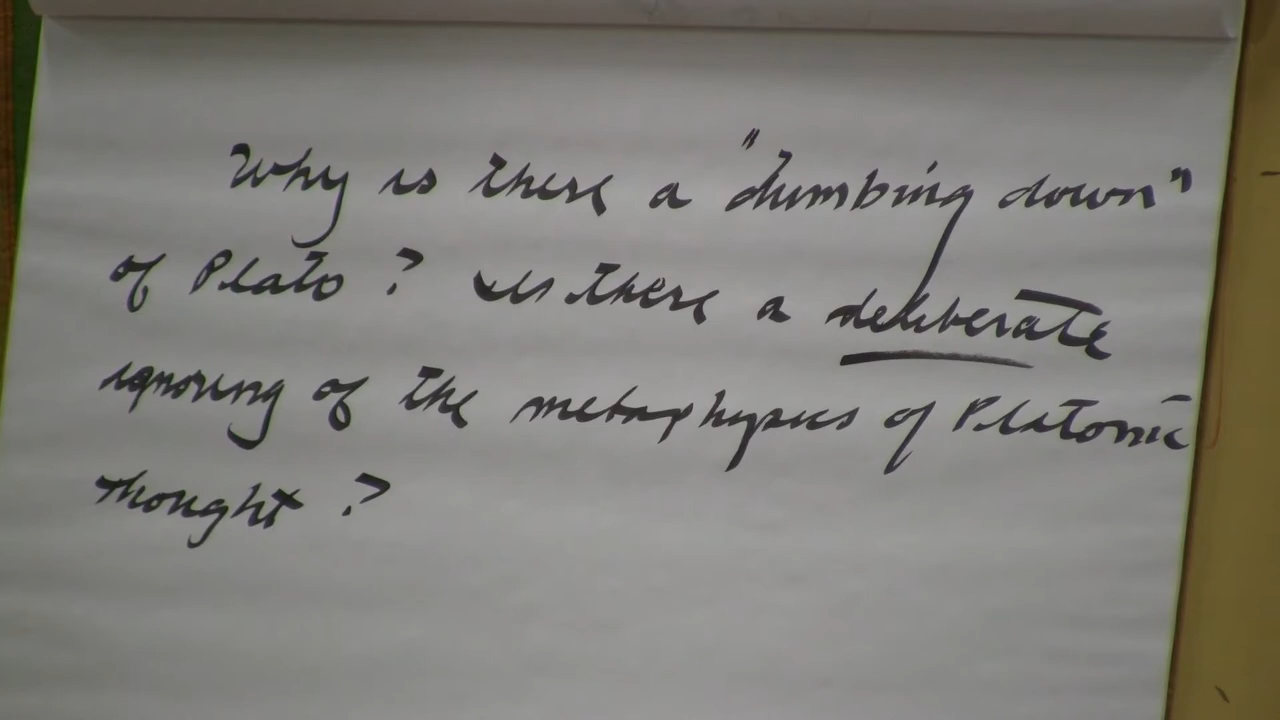 Why is there a "dumbing down"
of Plato? Is there a deliberate
ignoring of the metaphysics of Platonic
thought?